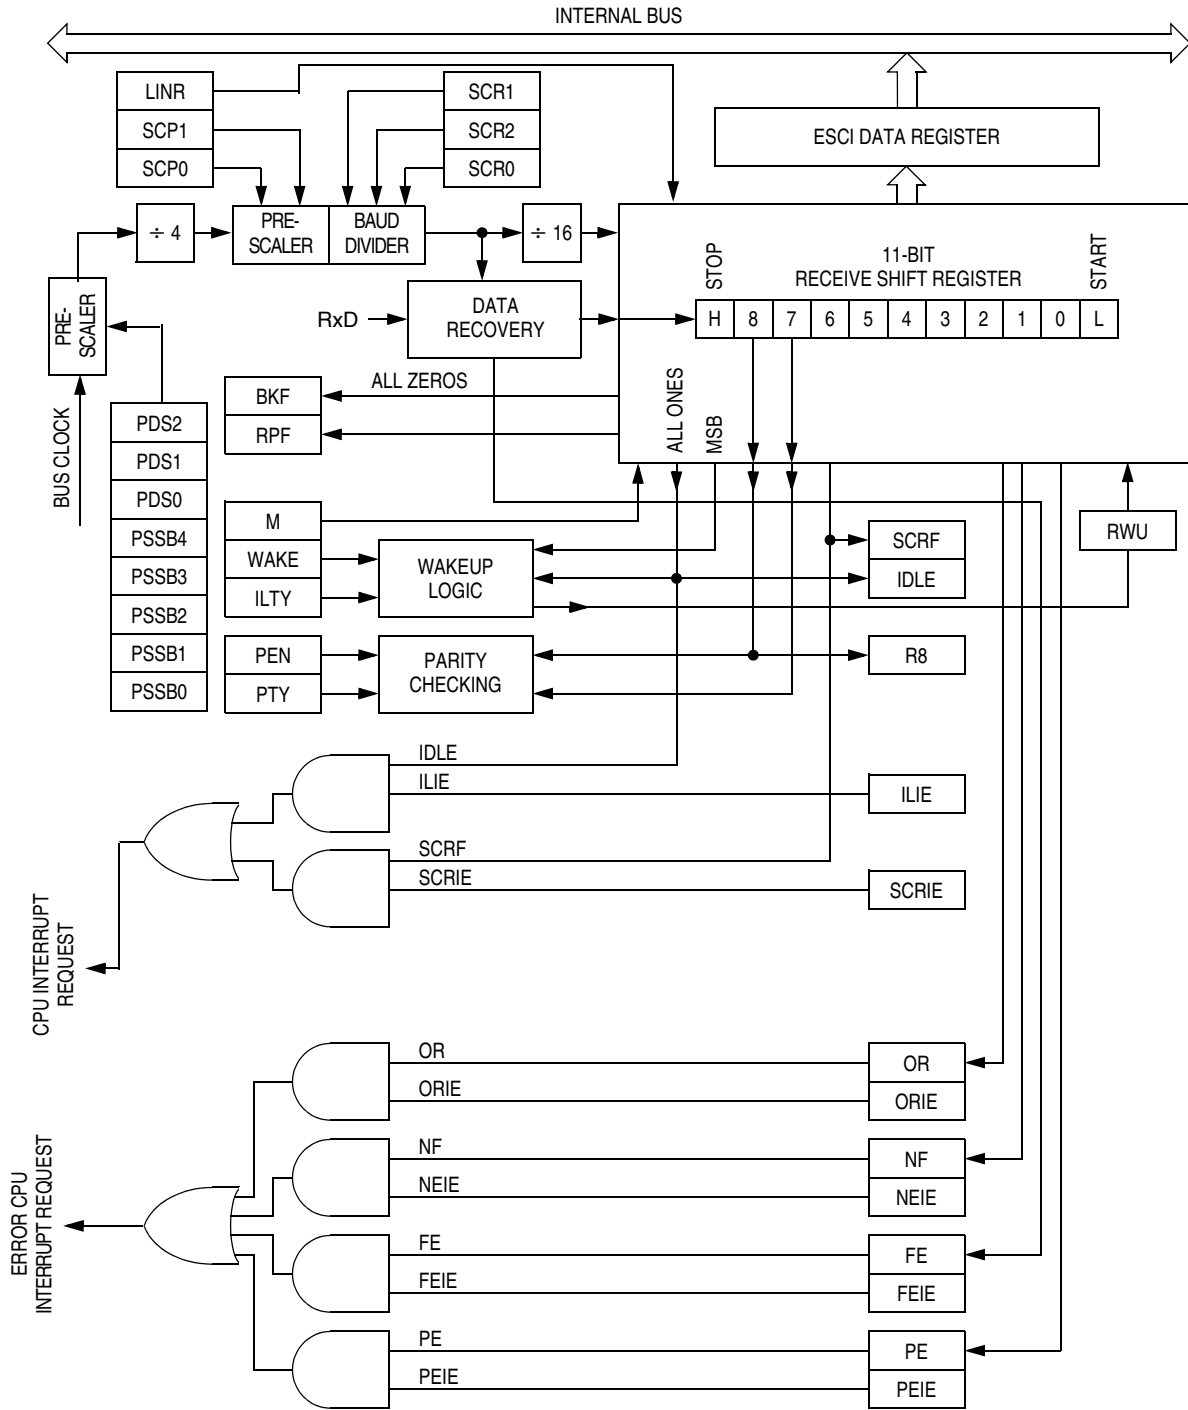 INTERNAL BUS
LINR
SCP1
SCP0
SCR1
SCR2
SCR0
ESCI DATA REGISTER
÷ 4
PRE-
SCALER
BAUD
DIVIDER
÷ 16
STOP
11-BIT
RECEIVE SHIFT REGISTER
START
PRE-
SCALER
RxD
DATA
RECOVERY
H 8 7 6 5 4 3 2 1 0 L
BUS CLOCK
ALL ZEROS
BKF
RPF
ALL ONES
MSB
PDS2
PDS1
PDS0
PSSB4
PSSB3
PSSB2
PSSB1
PSSB0
M
WAKE
ILTY
WAKEUP
LOGIC
SCRF
IDLE
RWU
PEN
PTY
PARITY
CHECKING
R8
IDLE
ILIE
ILIE
SCRF
SCRIE
SCRIE
CPU INTERRUPT
REQUEST
OR
ORIE
OR
ORIE
NF
NEIE
NF
NEIE
ERROR CPU
INTERRUPT REQUEST
FE
FEIE
FE
FEIE
PE
PEIE
PE
PEIE